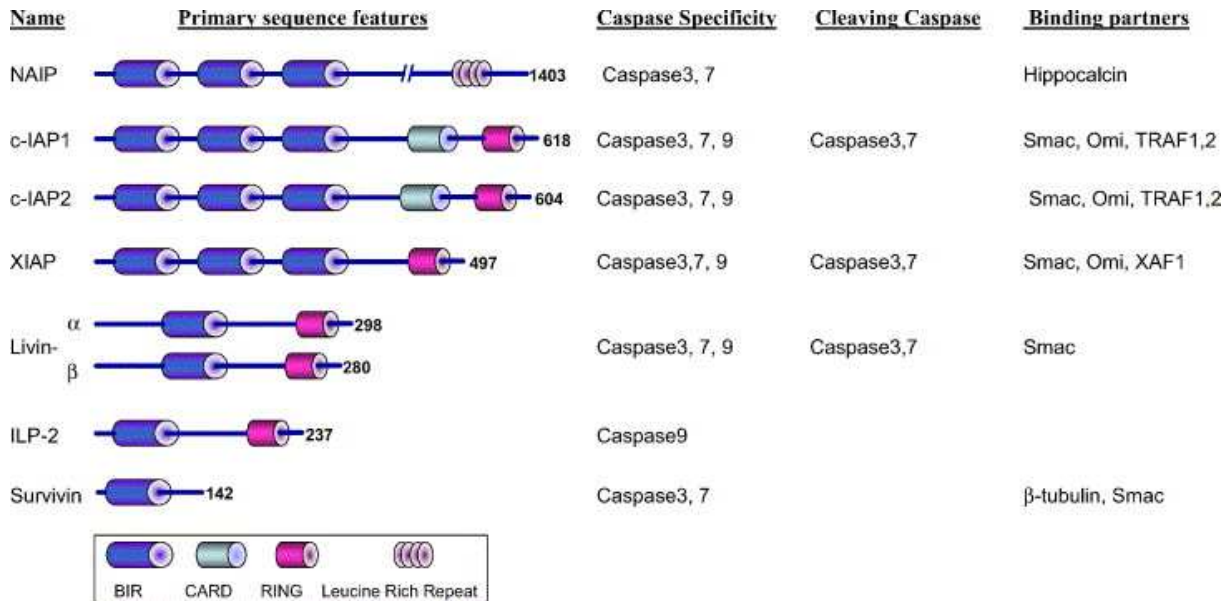 Name Primary sequence features Caspase Specificity Cleaving Caspase Binding partners
NAIP 1403 Caspase3, 7 Hippocalcin
c-IAP1 618 Caspase3, 7, 9 Caspase3,7 Smac, Omi, TRAF1,2
c-IAP2 604 Caspase3, 7, 9 Smac, Omi, TRAF1,2
XIAP 497 Caspase3,7, 9 Caspase3,7 Smac, Omi, XAF1
α 298
Livin- Caspase3, 7, 9 Caspase3,7 Smac
β 280
ILP-2 237 Caspase9
Survivin 142 Caspase3, 7 β-tubulin, Smac
BIR CARD RING Leucine Rich Repeat